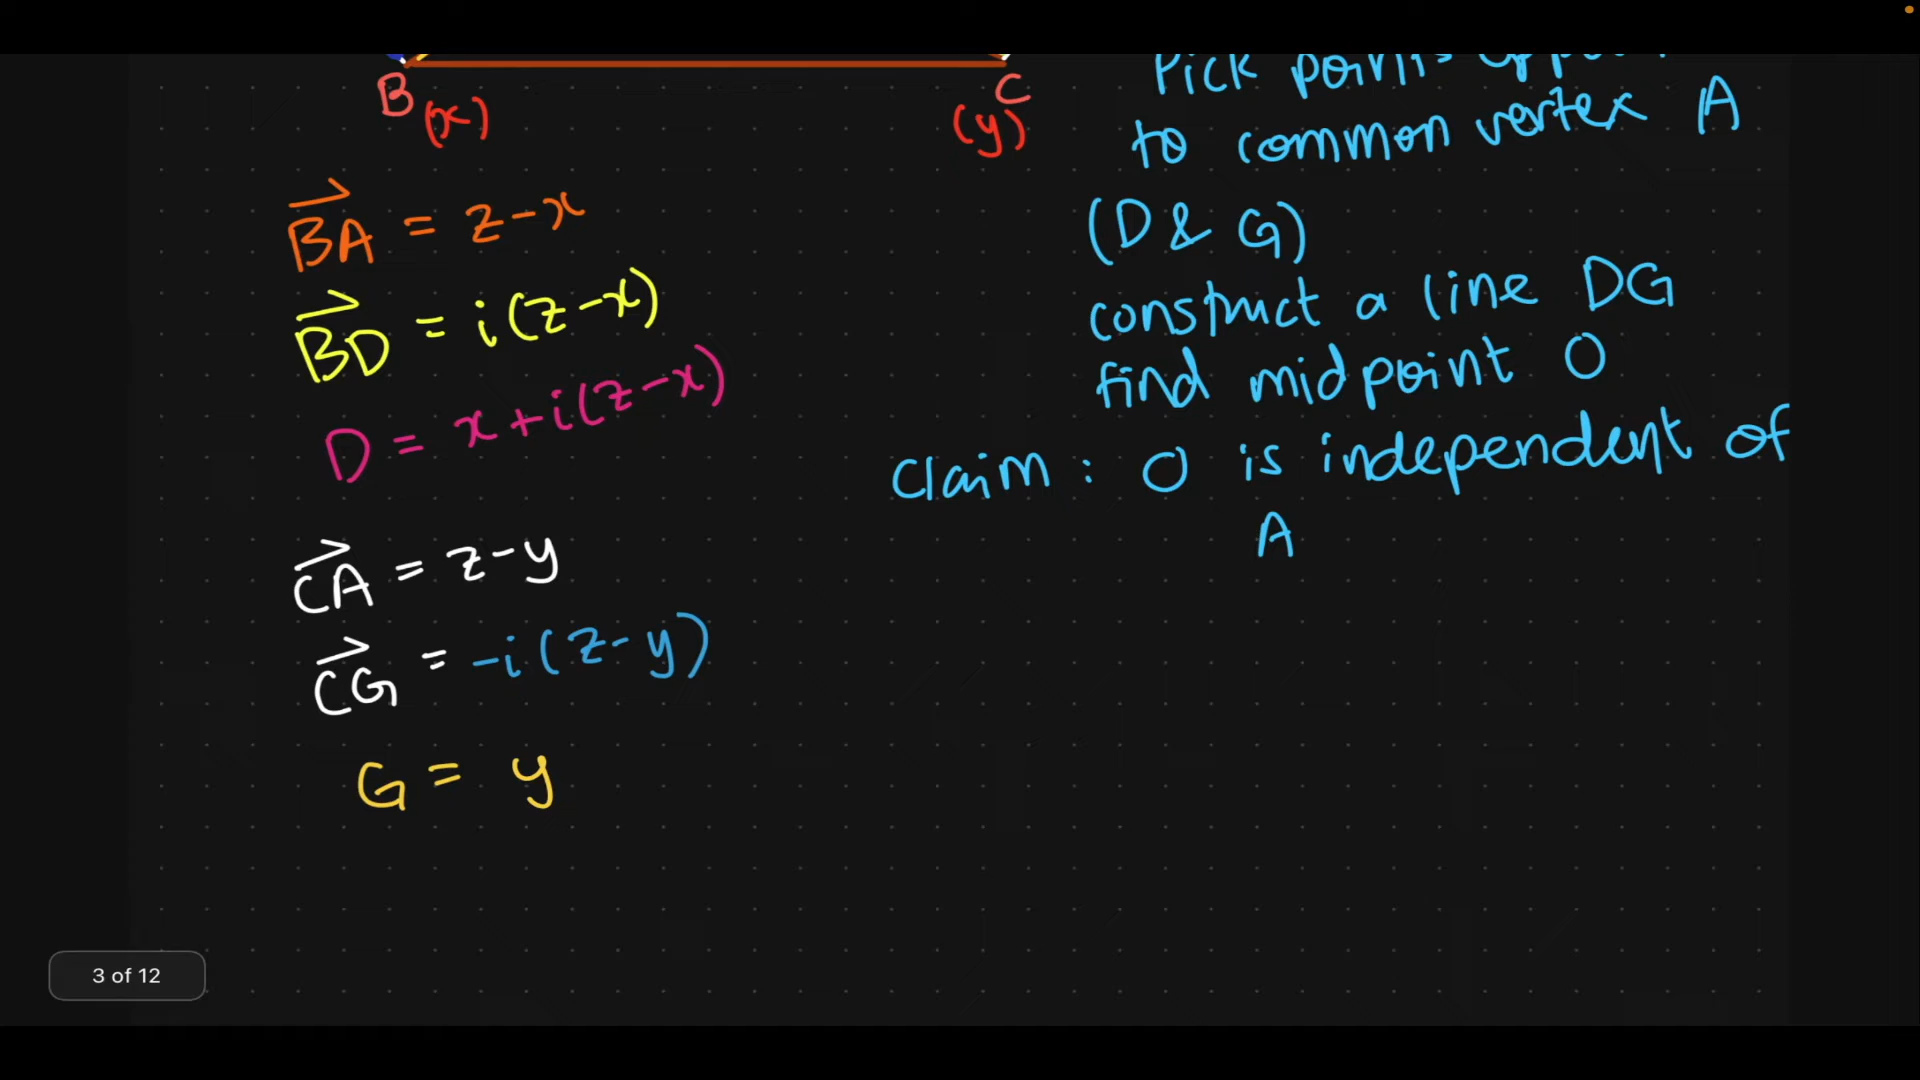 B
(x)
C
(y)
Pick points
to common vertex A
(D & G)
construct a line DG
find midpoint O
Claim: O is independent of
A
BA = z-x
BD = i(z-x)
D = x+i(z-x)
CA = z-y
CG = -i(z-y)
G = y
3 of 12